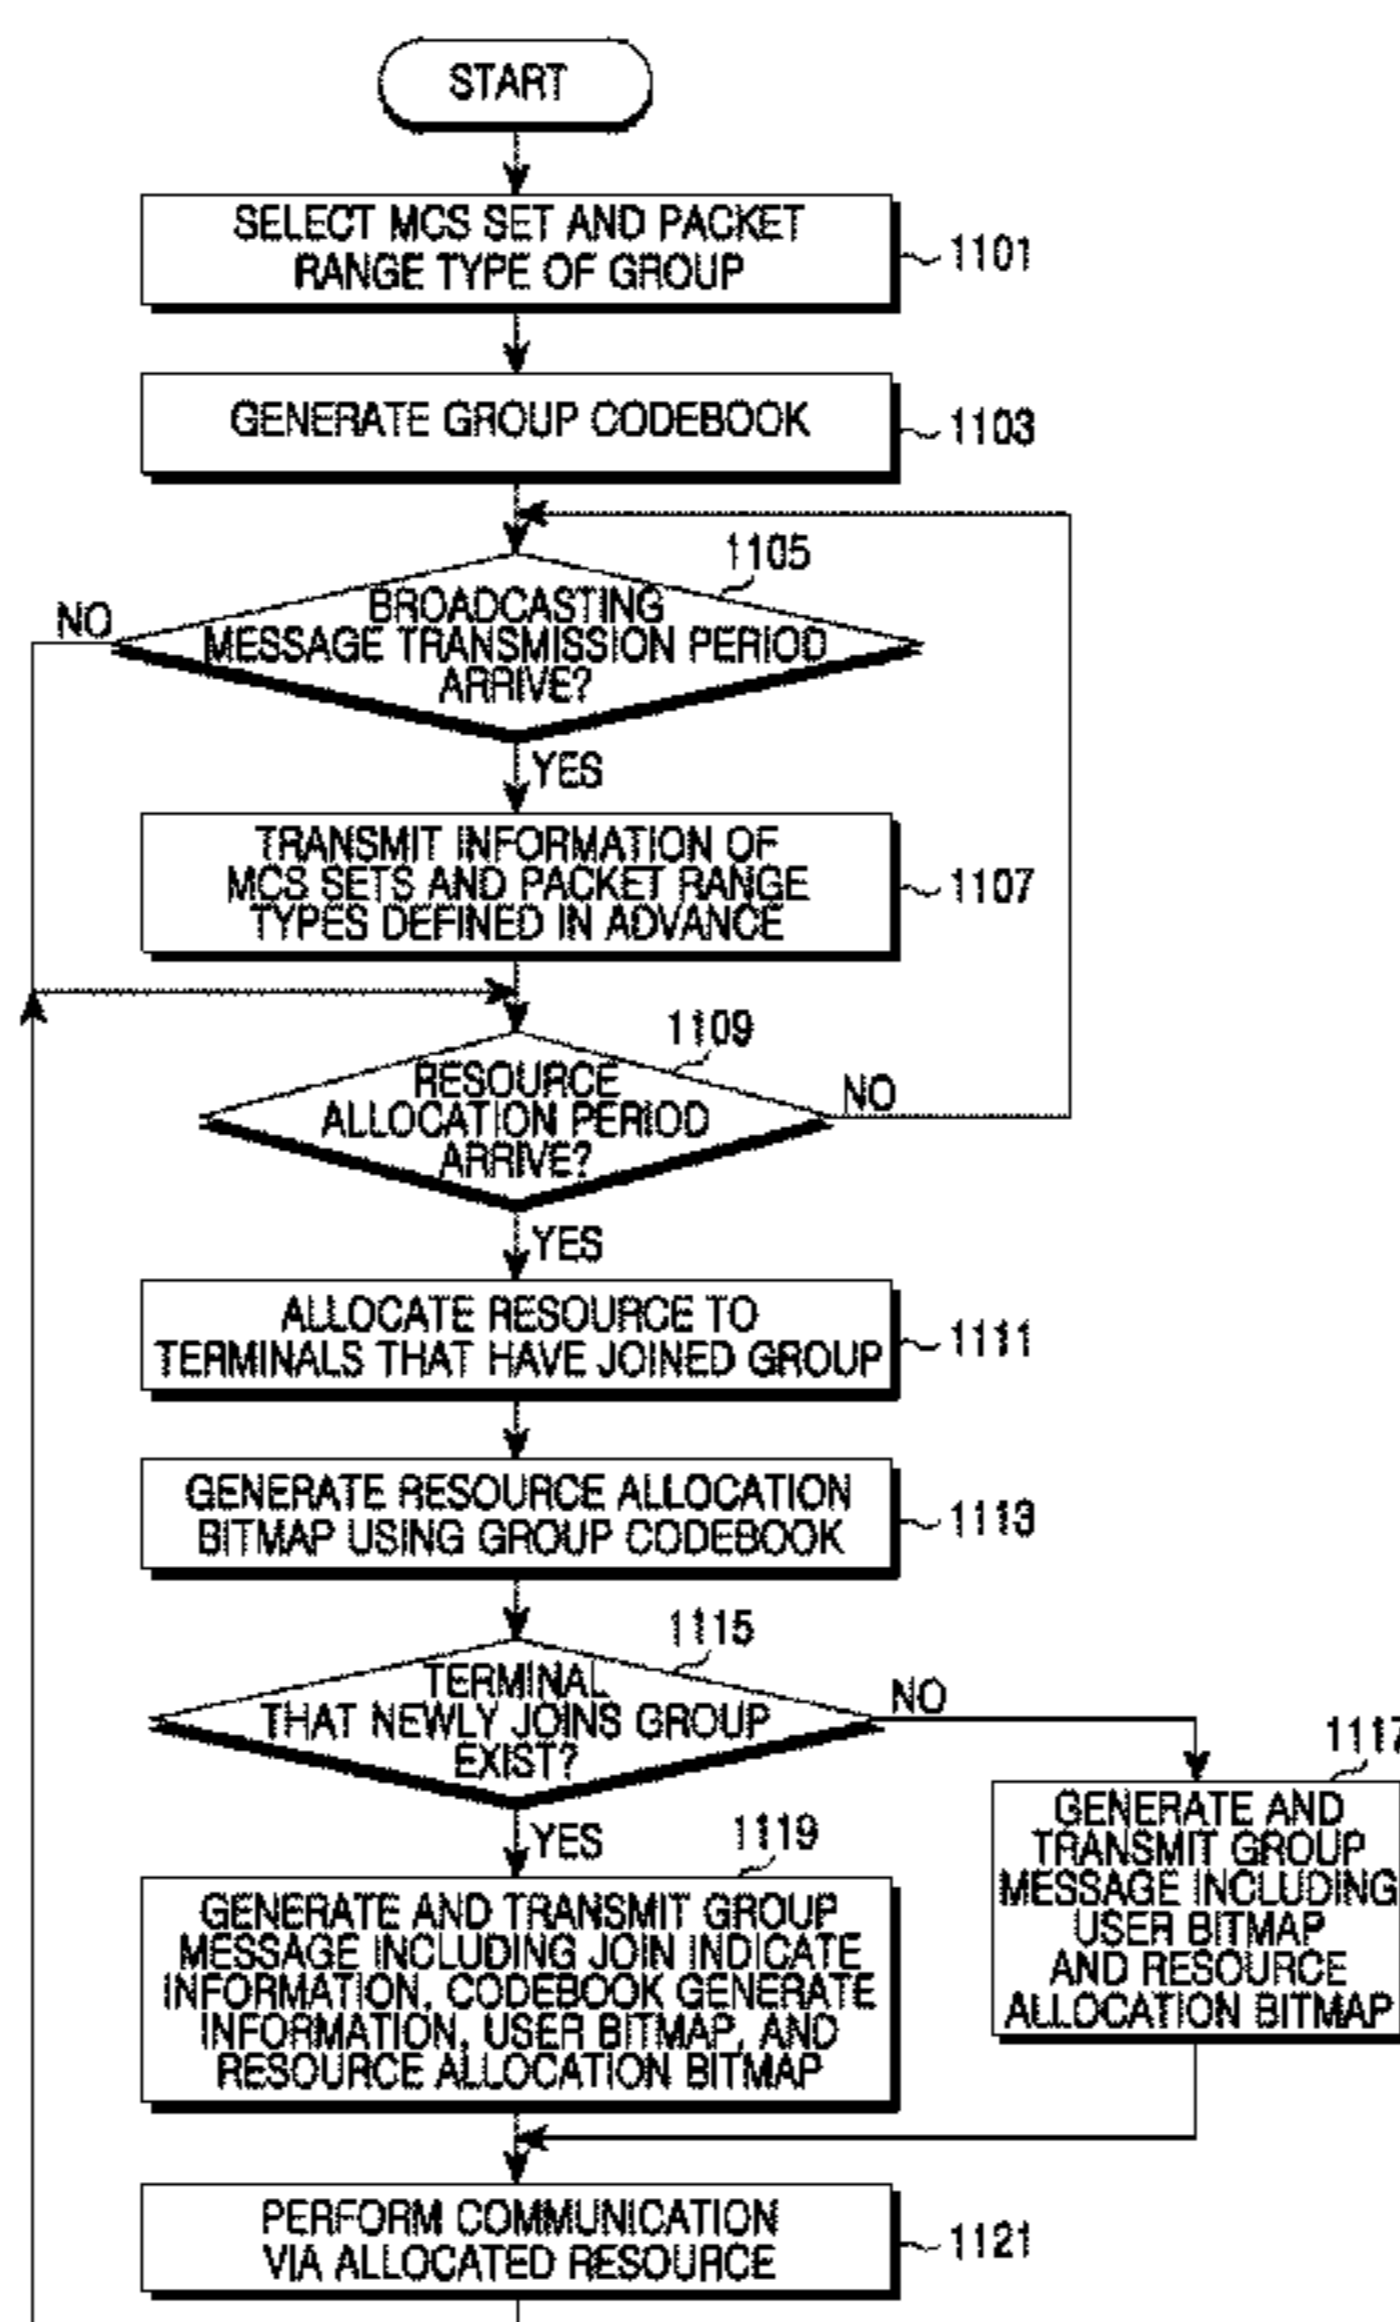 START
SELECT MCS SET AND PACKET
RANGE TYPE OF GROUP
1101
GENERATE GROUP CODEBOOK
1103
1105
NO
BROADCASTING
MESSAGE TRANSMISSION PERIOD
ARRIVE?
YES
TRANSMIT INFORMATION OF
MCS SETS AND PACKET RANGE
TYPES DEFINED IN ADVANCE
1107
1109
RESOURCE
ALLOCATION PERIOD
ARRIVE?
NO
YES
ALLOCATE RESOURCE TO
TERMINALS THAT HAVE JOINED GROUP
1111
GENERATE RESOURCE ALLOCATION
BITMAP USING GROUP CODEBOOK
1113
1115
TERMINAL
THAT NEWLY JOINS GROUP
EXIST?
NO
1117
GENERATE AND
TRANSMIT GROUP
MESSAGE INCLUDING
USER BITMAP
AND RESOURCE
ALLOCATION BITMAP
YES
1119
GENERATE AND TRANSMIT GROUP
MESSAGE INCLUDING JOIN INDICATE
INFORMATION, CODEBOOK GENERATE
INFORMATION, USER BITMAP, AND
RESOURCE ALLOCATION BITMAP
PERFORM COMMUNICATION
VIA ALLOCATED RESOURCE
1121